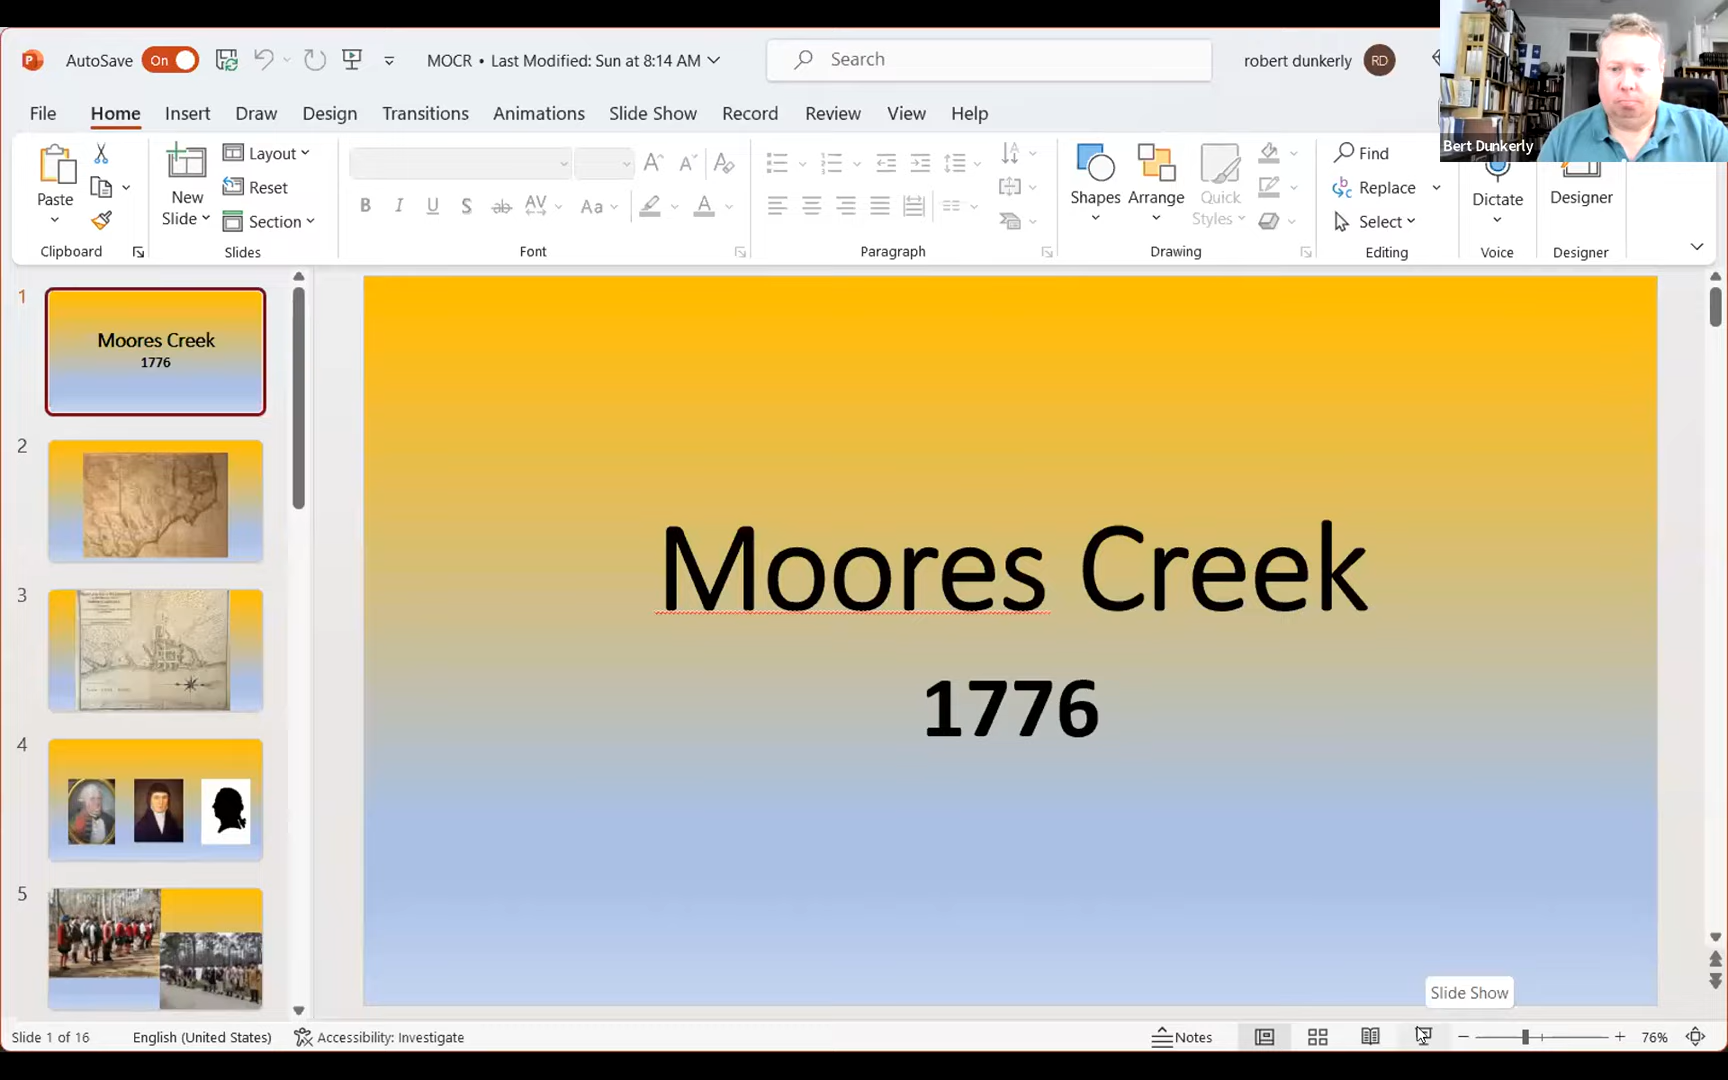 AutoSave On MOCR • Last Modified: Sun at 8:14 AM Search robert dunkerly RD
File Home Insert Draw Design Transitions Animations Slide Show Record Review View Help
Bert Dunkerly
Paste
Clipboard
New Slide
Layout
Reset
Section
Slides
B I U S ab AV Aa A
Font
Paragraph
Shapes
Arrange
Quick Styles
Drawing
Find
Replace
Select
Editing
Dictate
Voice
Designer
Designer
1
Moores Creek
1776
2
3
4
5
Moores Creek
1776
Slide Show
Slide 1 of 16 English (United States) Accessibility: Investigate Notes 76%